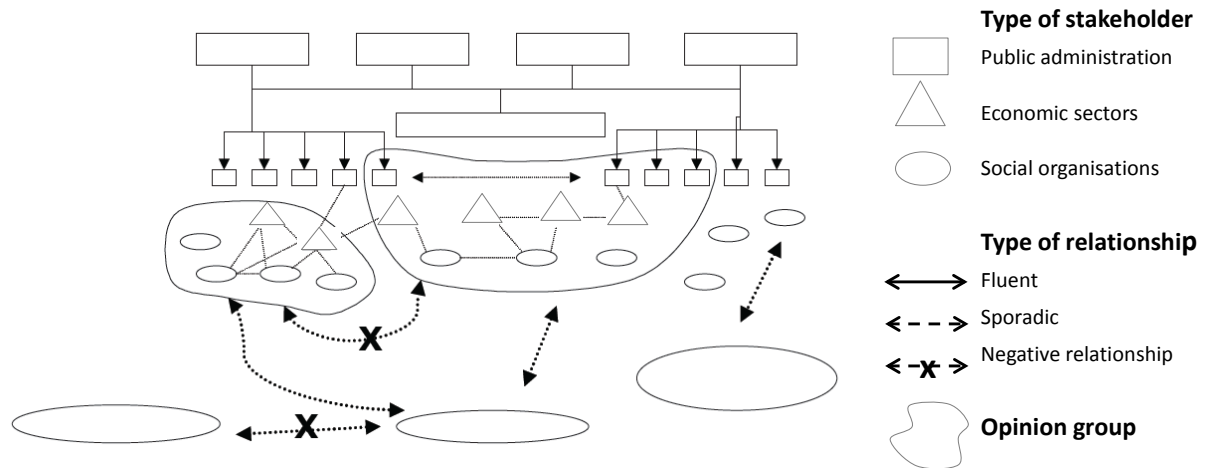 Type of stakeholder
Public administration
Economic sectors
Social organisations
Type of relationship
Fluent
Sporadic
X Negative relationship
Opinion group
X
X